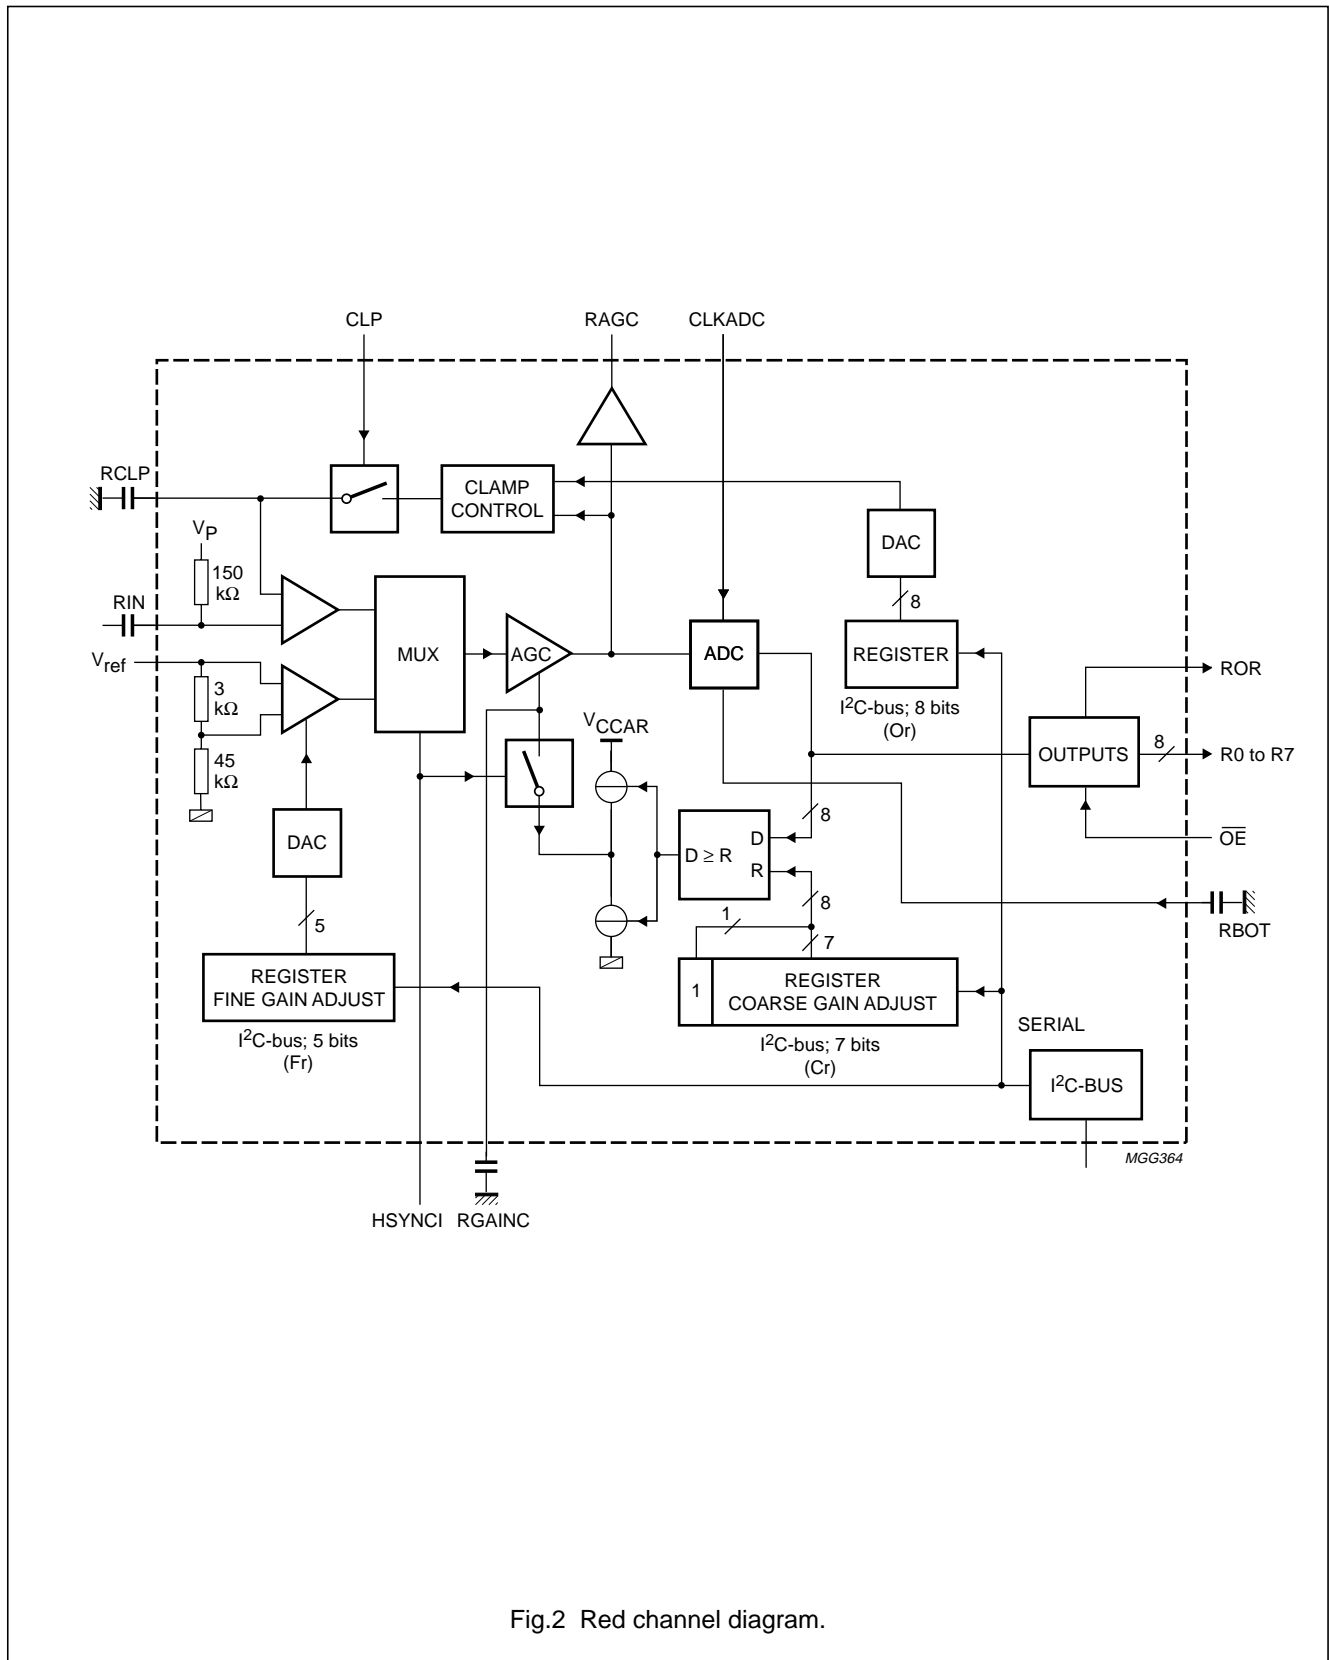 CLP
RAGC
CLKADC
RCLP
CLAMP
CONTROL
DAC
VP
150
kΩ
8
RIN
MUX
AGC
ADC
REGISTER
Vref
ROR
3
kΩ
I2C-bus; 8 bits
(Or)
VCCAR
OUTPUTS
8
R0 to R7
45
kΩ
8
DAC
D ≥ R
D
R
OE
8
1
5
7
RBOT
REGISTER
FINE GAIN ADJUST
1
REGISTER
COARSE GAIN ADJUST
SERIAL
I2C-bus; 5 bits
(Fr)
I2C-bus; 7 bits
(Cr)
I2C-BUS
MGG364
HSYNCI
RGAINC
Fig.2 Red channel diagram.